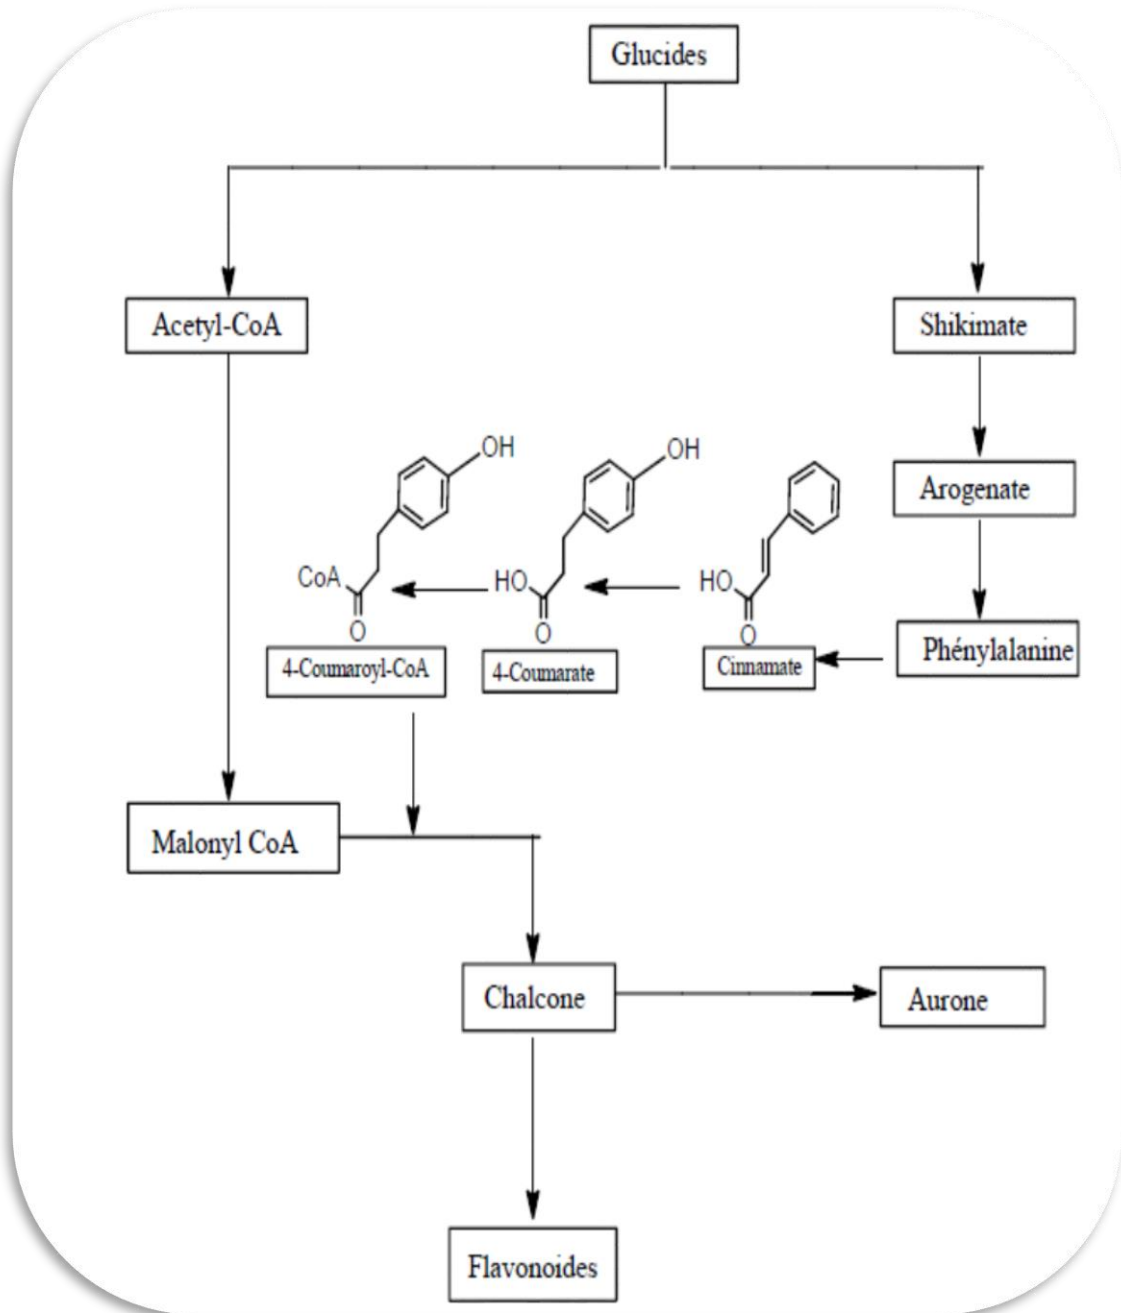 Glucides
Acetyl-CoA
Shikimate
Arogenate
Phénylalanine
OH
CoA
O
4-Coumaroyl-CoA
OH
HO
O
4-Coumarate
HO
O
Cinnamate
Malonyl CoA
Chalcone
Aurone
Flavonoides